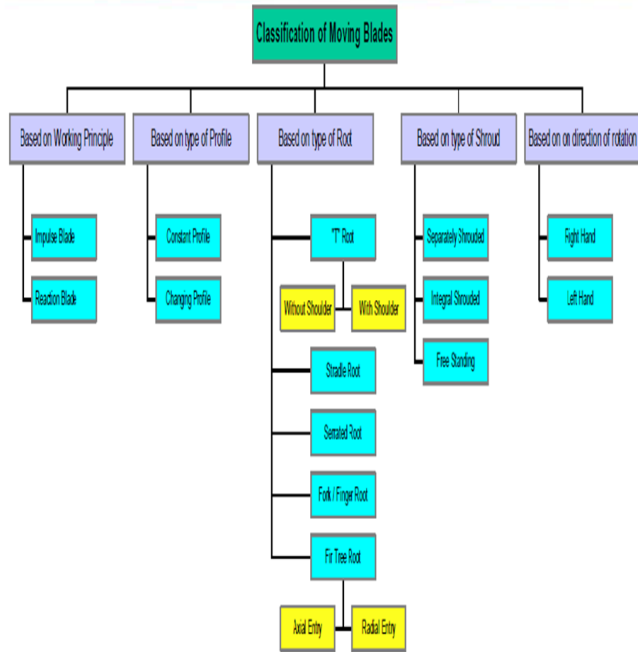 Classification of Moving Blades
Based on Working Principle
Based on type of Profile
Based on type of Root
Based on type of Shroud
Based on on direction of rotation
Impulse Blade
Reaction Blade
Constant Profile
Changing Profile
"T" Root
Without Shoulder
With Shoulder
Stradle Root
Serrated Root
Fork / Finger Root
Fir Tree Root
Axial Entry
Radial Entry
Separately Shrouded
Integral Shrouded
Free Standing
Right Hand
Left Hand